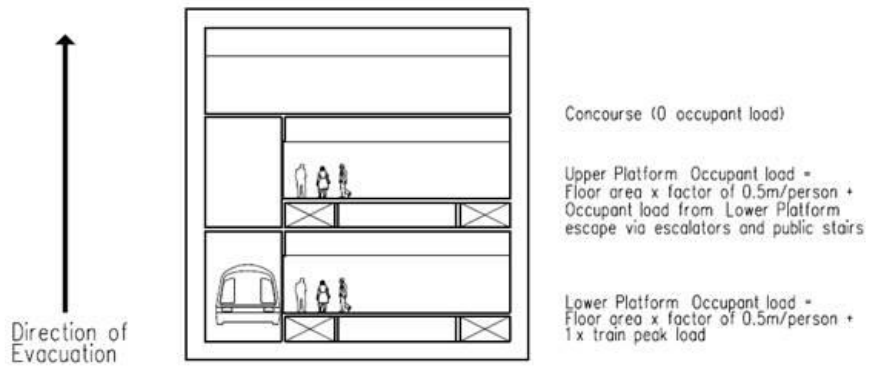 Concourse (0 occupant load)
Upper Platform Occupant load =
Floor area x factor of 0.5m/person +
Occupant load from Lower Platform
escape via escalators and public stairs
Lower Platform Occupant load =
Floor area x factor of 0.5m/person +
1 x train peak load
Direction of
Evacuation